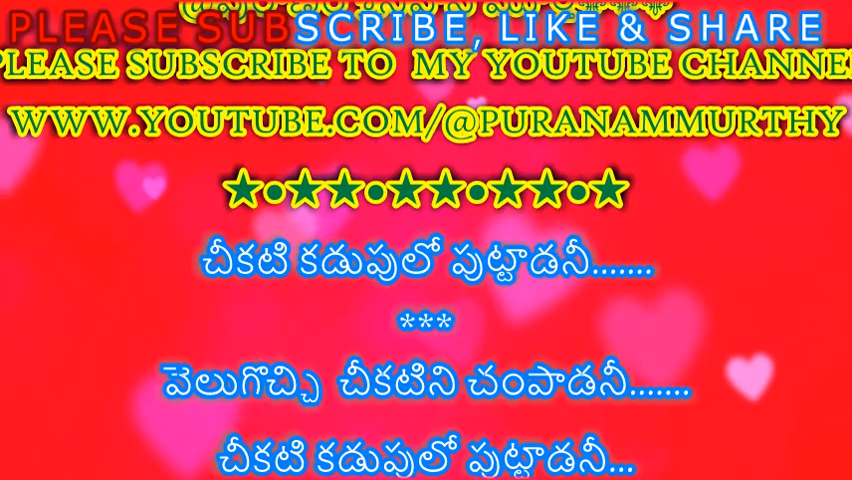 PLEASE SUBSCRIBE, LIKE & SHARE
PLEASE SUBSCRIBE TO MY YOUTUBE CHANNEL
WWW.YOUTUBE.COM/@PURANAMMURTHY
★●★★●★★●★★●★
చీకటి కడుపులో పుట్టాడనీ.......
***
వెలుగొచ్చి చీకటిని చంపాడనీ.......
చీకటి కడుపులో పుట్టాడనీ...